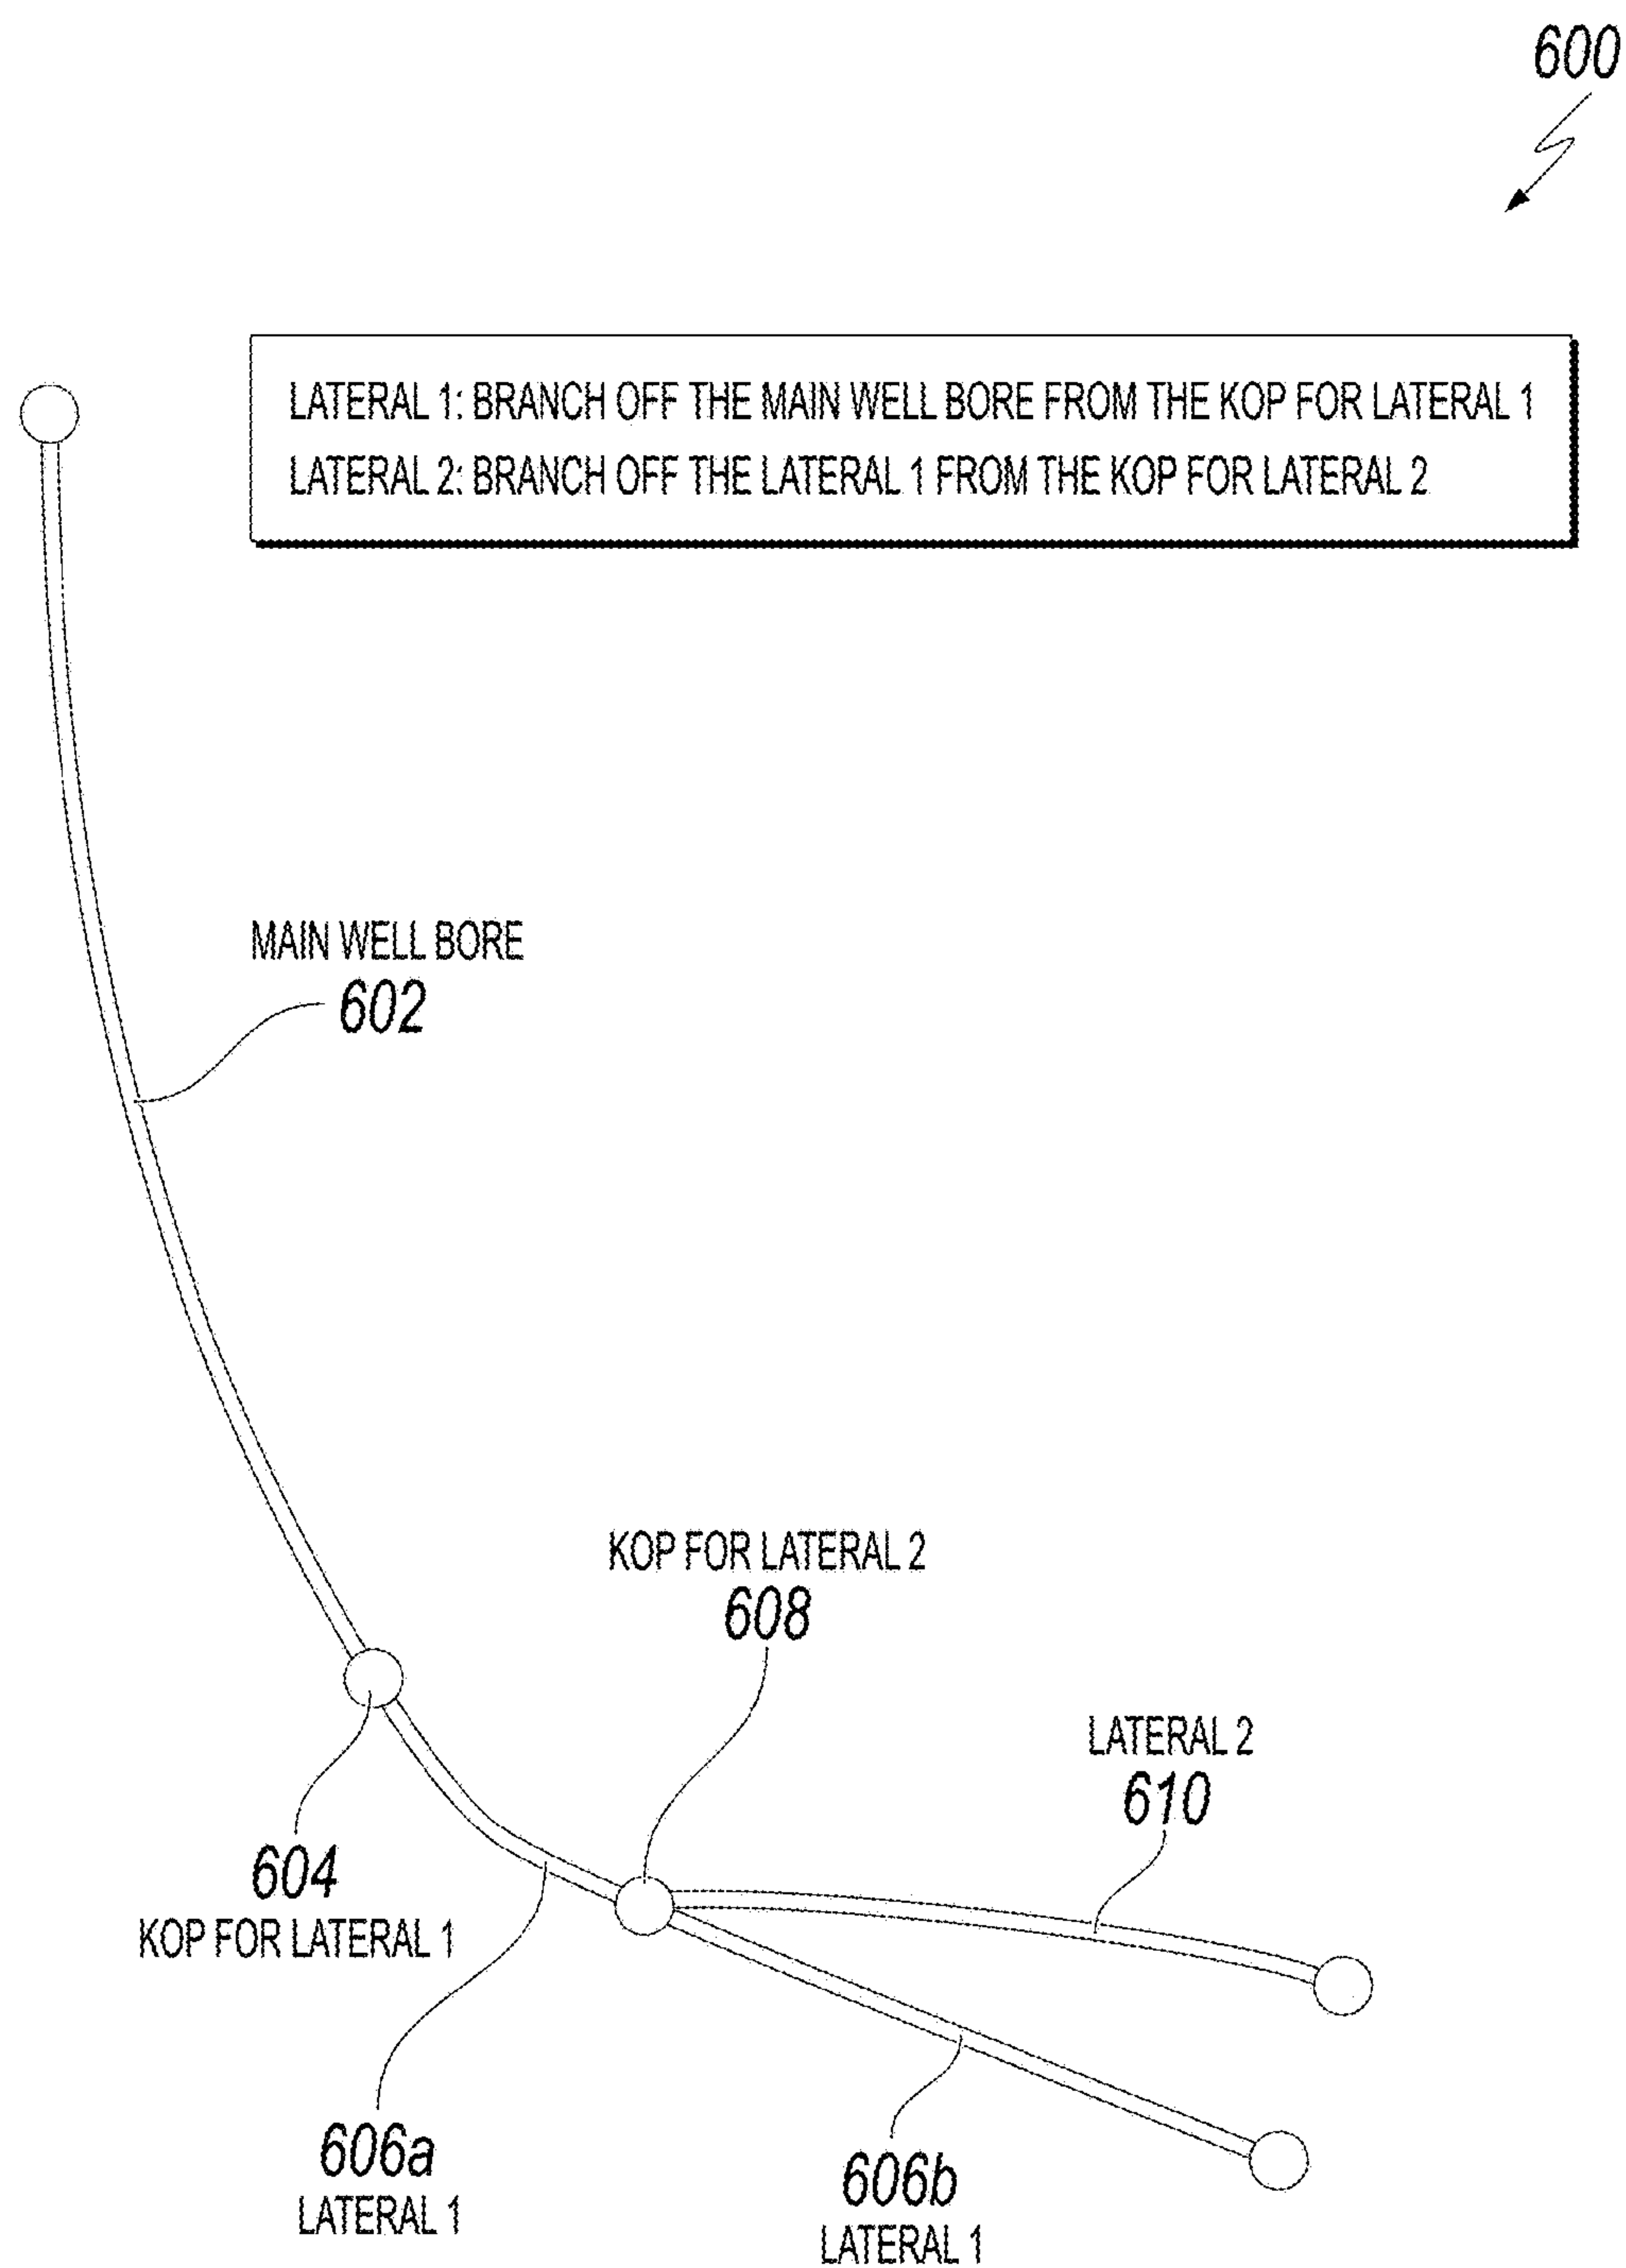 600
LATERAL 1: BRANCH OFF THE MAIN WELL BORE FROM THE KOP FOR LATERAL 1
LATERAL 2: BRANCH OFF THE LATERAL 1 FROM THE KOP FOR LATERAL 2
MAIN WELL BORE
602
KOP FOR LATERAL 2
608
LATERAL 2
610
604
KOP FOR LATERAL 1
606a
LATERAL 1
606b
LATERAL 1